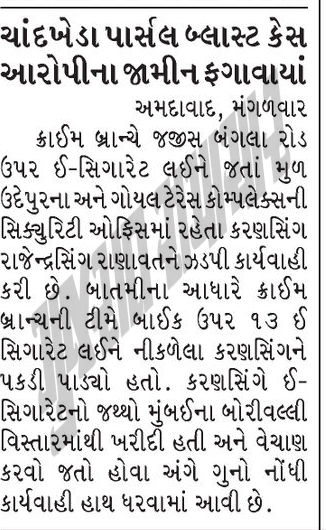 ચાંદખેડા પાર્સલ બ્લાસ્ટ કેસ
આરોપીના જામીન ફગાવાયાં
અમદાવાદ, મંગળવાર
ક્રાઈમ બ્રાન્ચે જજીસ બંગલા રોડ
ઉપર ઈ-સિગારેટ લઈને જતાં મુળ
ઉદેપુરના અને ગોયલ ટેરેસ કોમ્પલેક્સની
સિક્યુરિટી ઓફિસમાં રહેતા કરણસિંગ
રાજેન્દ્રસિંગ રાણાવતને ઝડપી કાર્યવાહી
કરી છે. બાતમીના આધારે ક્રાઈમ
બ્રાન્ચની ટીમે બાઈક ઉપર ૧૩ ઈ
સિગારેટ લઈને નીકળેલા કરણસિંગને
પકડી પાડ્યો હતો. કરણસિંગે ઈ-
સિગારેટનો જથ્થો મુંબઈના બોરીવલ્લી
વિસ્તારમાંથી ખરીદી હતી અને વેચાણ
કરવો જતો હોવા અંગે ગુનો નોંધી
કાર્યવાહી હાથ ધરવામાં આવી છે.